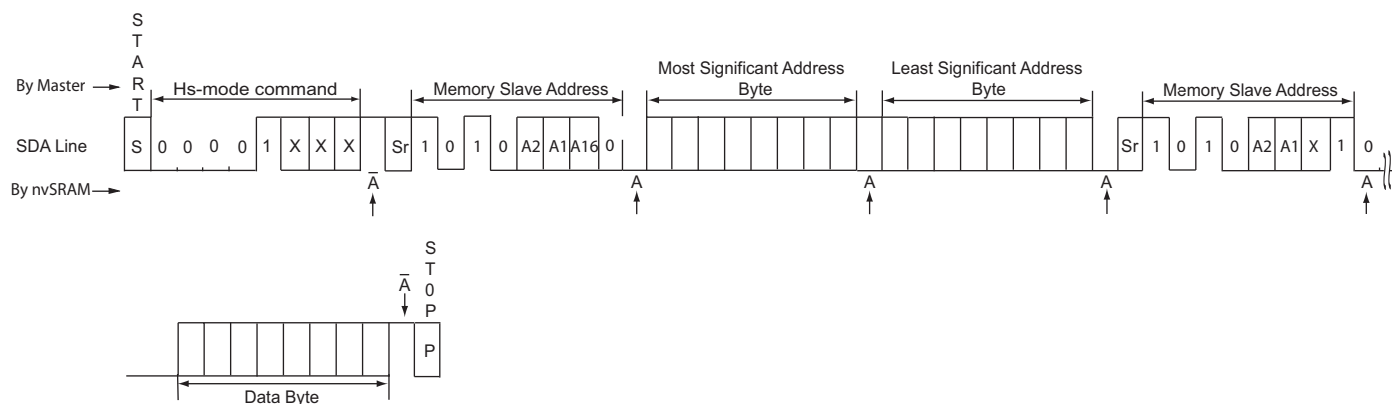 START
By Master
Hs-mode command
Memory Slave Address
Most Significant Address
Byte
Least Significant Address
Byte
Memory Slave Address
SDA Line
S 0 0 0 0 1 X X X Sr 1 0 1 0 A2 A1 A16 0 Sr 1 0 1 0 A2 A1 X 1 0
By nvSRAM
A̅ A A A A
A̅
ST0P
P
Data Byte